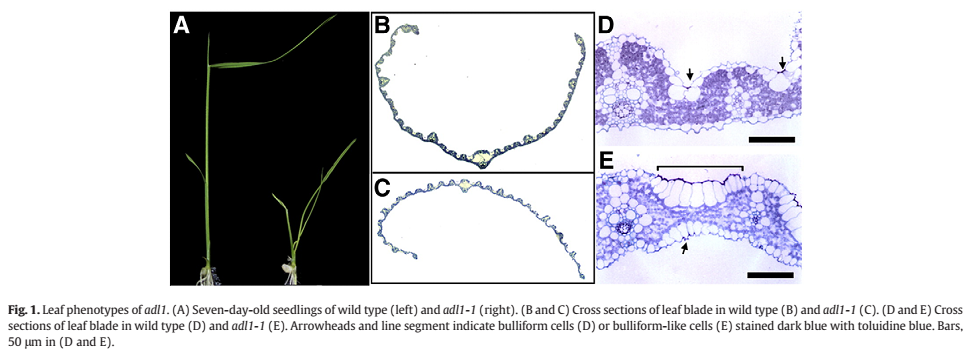 A
B
C
D
E
Fig. 1. Leaf phenotypes of adl1. (A) Seven-day-old seedlings of wild type (left) and adl1-1 (right). (B and C) Cross sections of leaf blade in wild type (B) and adl1-1 (C). (D and E) Cross
sections of leaf blade in wild type (D) and adl1-1 (E). Arrowheads and line segment indicate bulliform cells (D) or bulliform-like cells (E) stained dark blue with toluidine blue. Bars,
50 μm in (D and E).